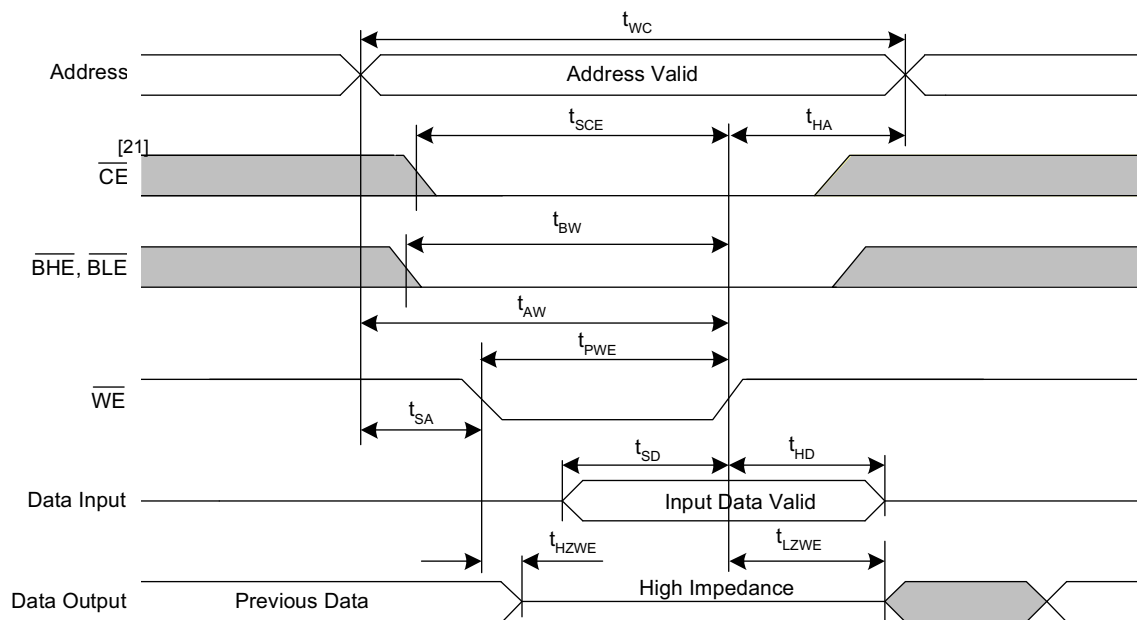 tWC
Address
Address Valid
tSCE
tHA
[21]
CE
tBW
BHE, BLE
tAW
tPWE
WE
tSA
tSD
tHD
Data Input
Input Data Valid
tHZWE
tLZWE
Data Output
Previous Data
High Impedance